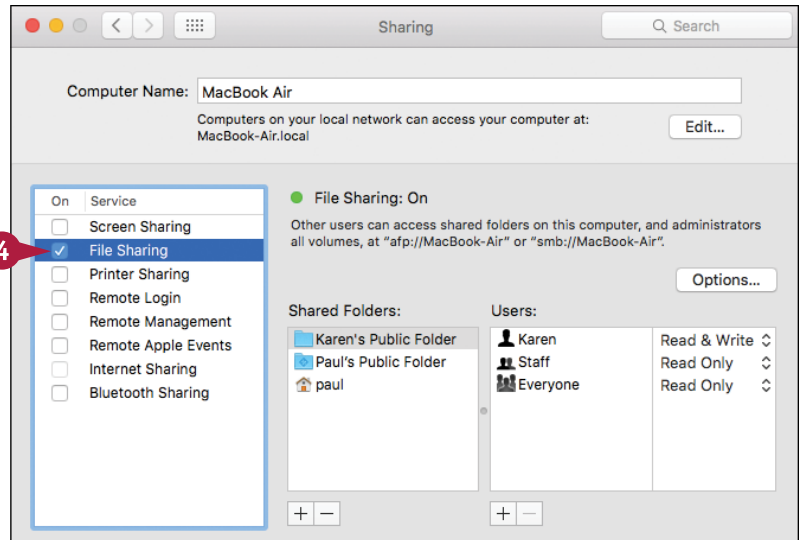 Sharing
Search
Computer Name: MacBook Air
Computers on your local network can access your computer at:
MacBook-Air.local
Edit...
On Service
Screen Sharing
4
File Sharing
Printer Sharing
Remote Login
Remote Management
Remote Apple Events
Internet Sharing
Bluetooth Sharing
File Sharing: On
Other users can access shared folders on this computer, and administrators
all volumes, at “afp://MacBook-Air” or “smb://MacBook-Air”.
Options...
Shared Folders:
Karen's Public Folder
Paul's Public Folder
paul
+ −
Users:
Karen Read & Write
Staff Read Only
Everyone Read Only
+ −